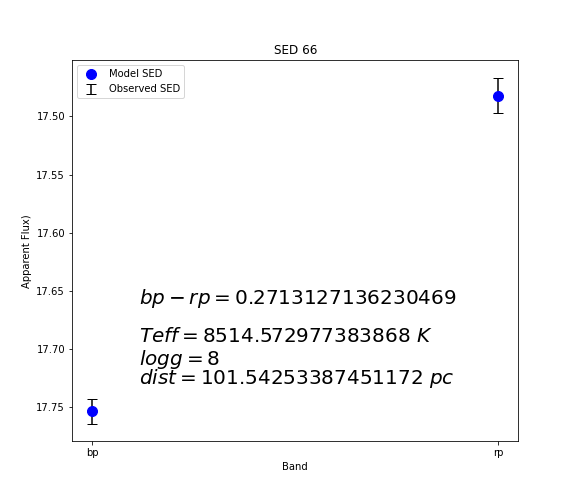 SED 66
Model SED
Observed SED
17.50
17.55
17.60
17.65
17.70
17.75
Apparent Flux)
bp − rp = 0.2713127136230469
Teff = 8514.572977383868 K
logg = 8
dist = 101.54253387451172 pc
bp
rp
Band